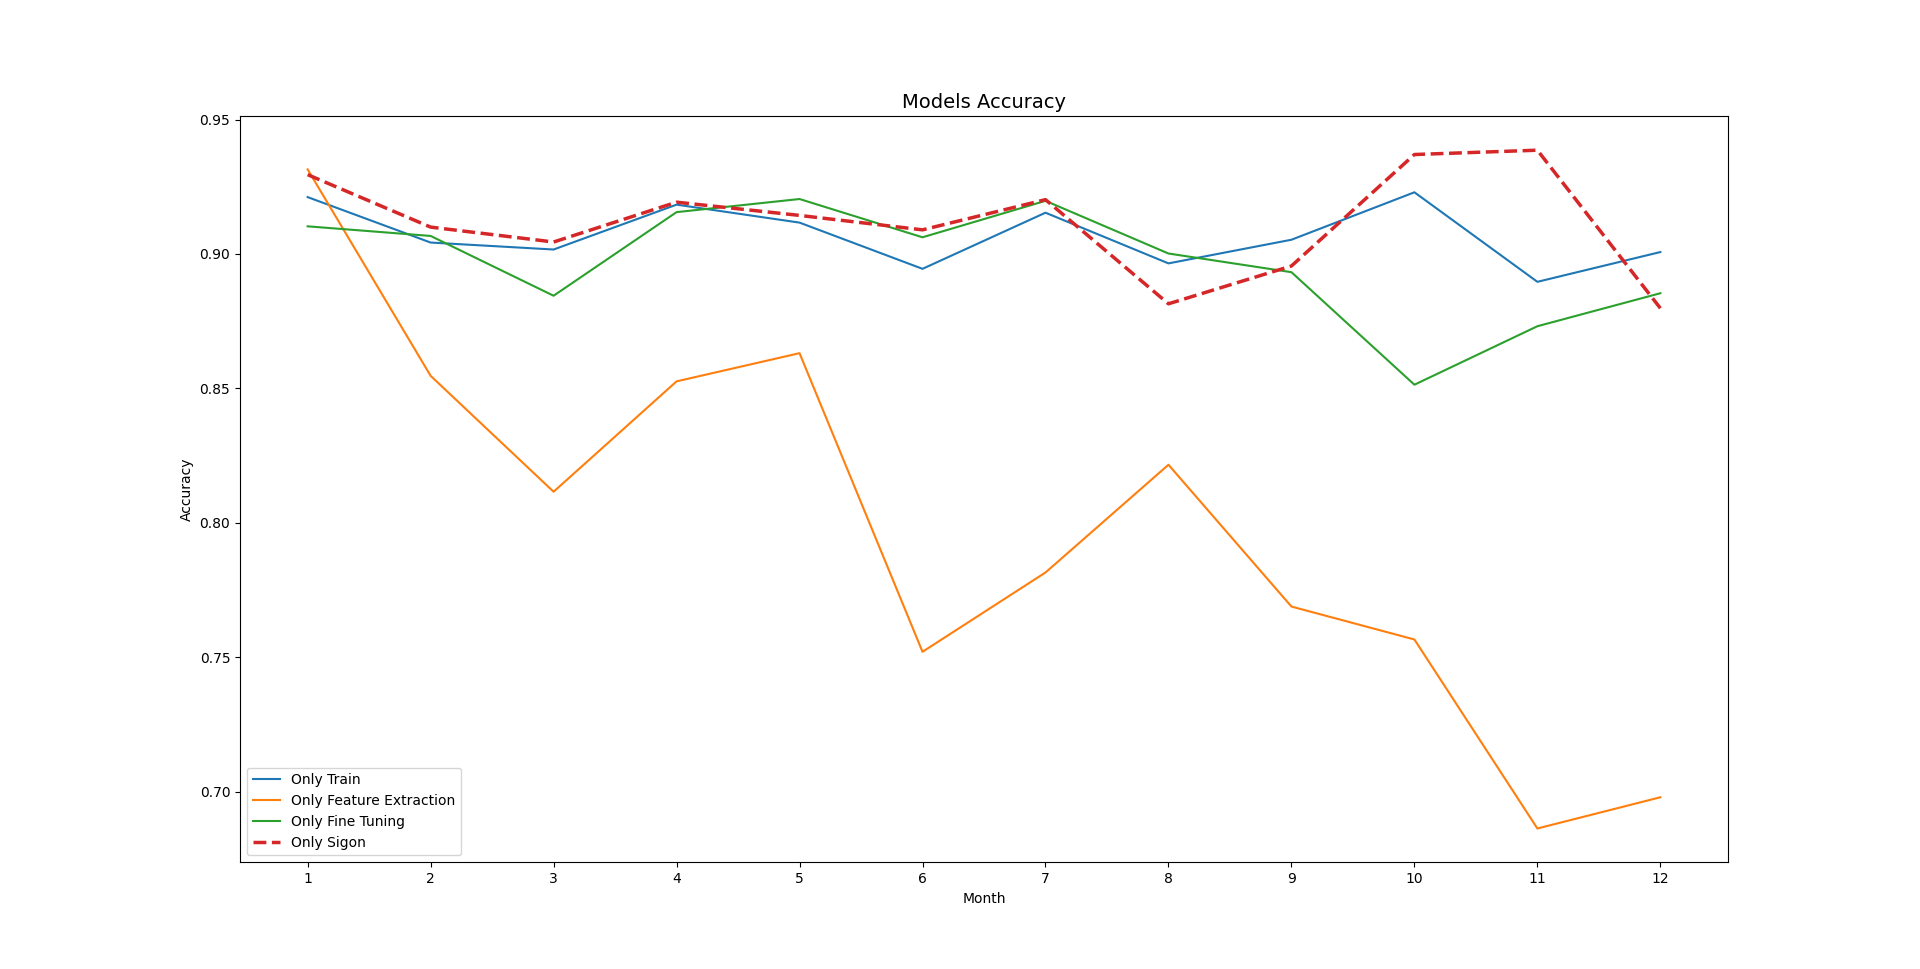 Models Accuracy
0.95
0.90
0.85
0.80
0.75
0.70
Accuracy
Only Train
Only Feature Extraction
Only Fine Tuning
Only Sigon
1 2 3 4 5 6 7 8 9 10 11 12
Month